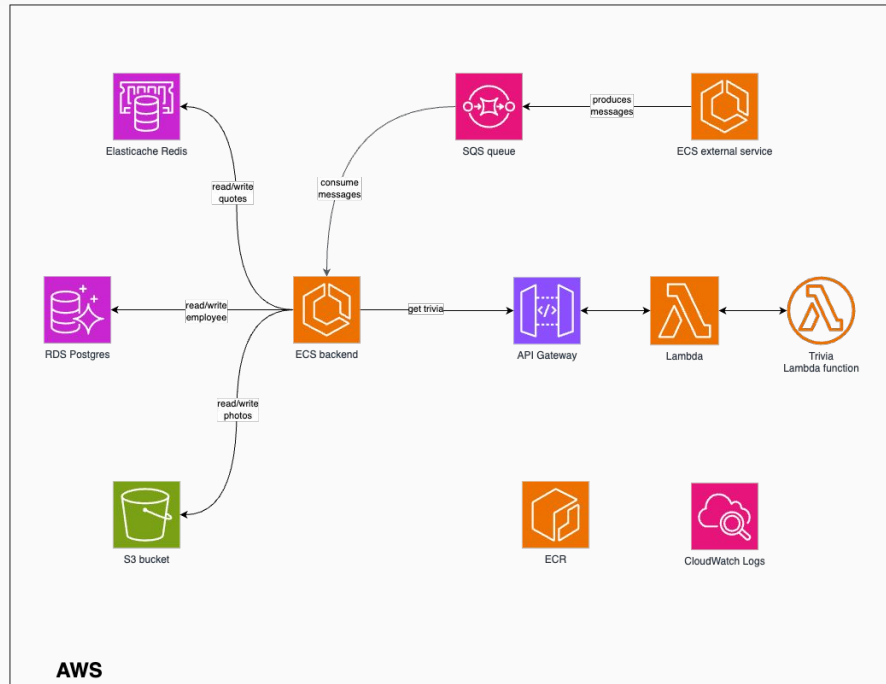 produces
messages
Elasticache Redis
SQS queue
ECS external service
read/write
quotes
consume
messages
read/write
employee
get trivia
RDS Postgres
ECS backend
API Gateway
Lambda
Trivia
Lambda function
read/write
photos
S3 bucket
ECR
CloudWatch Logs
AWS